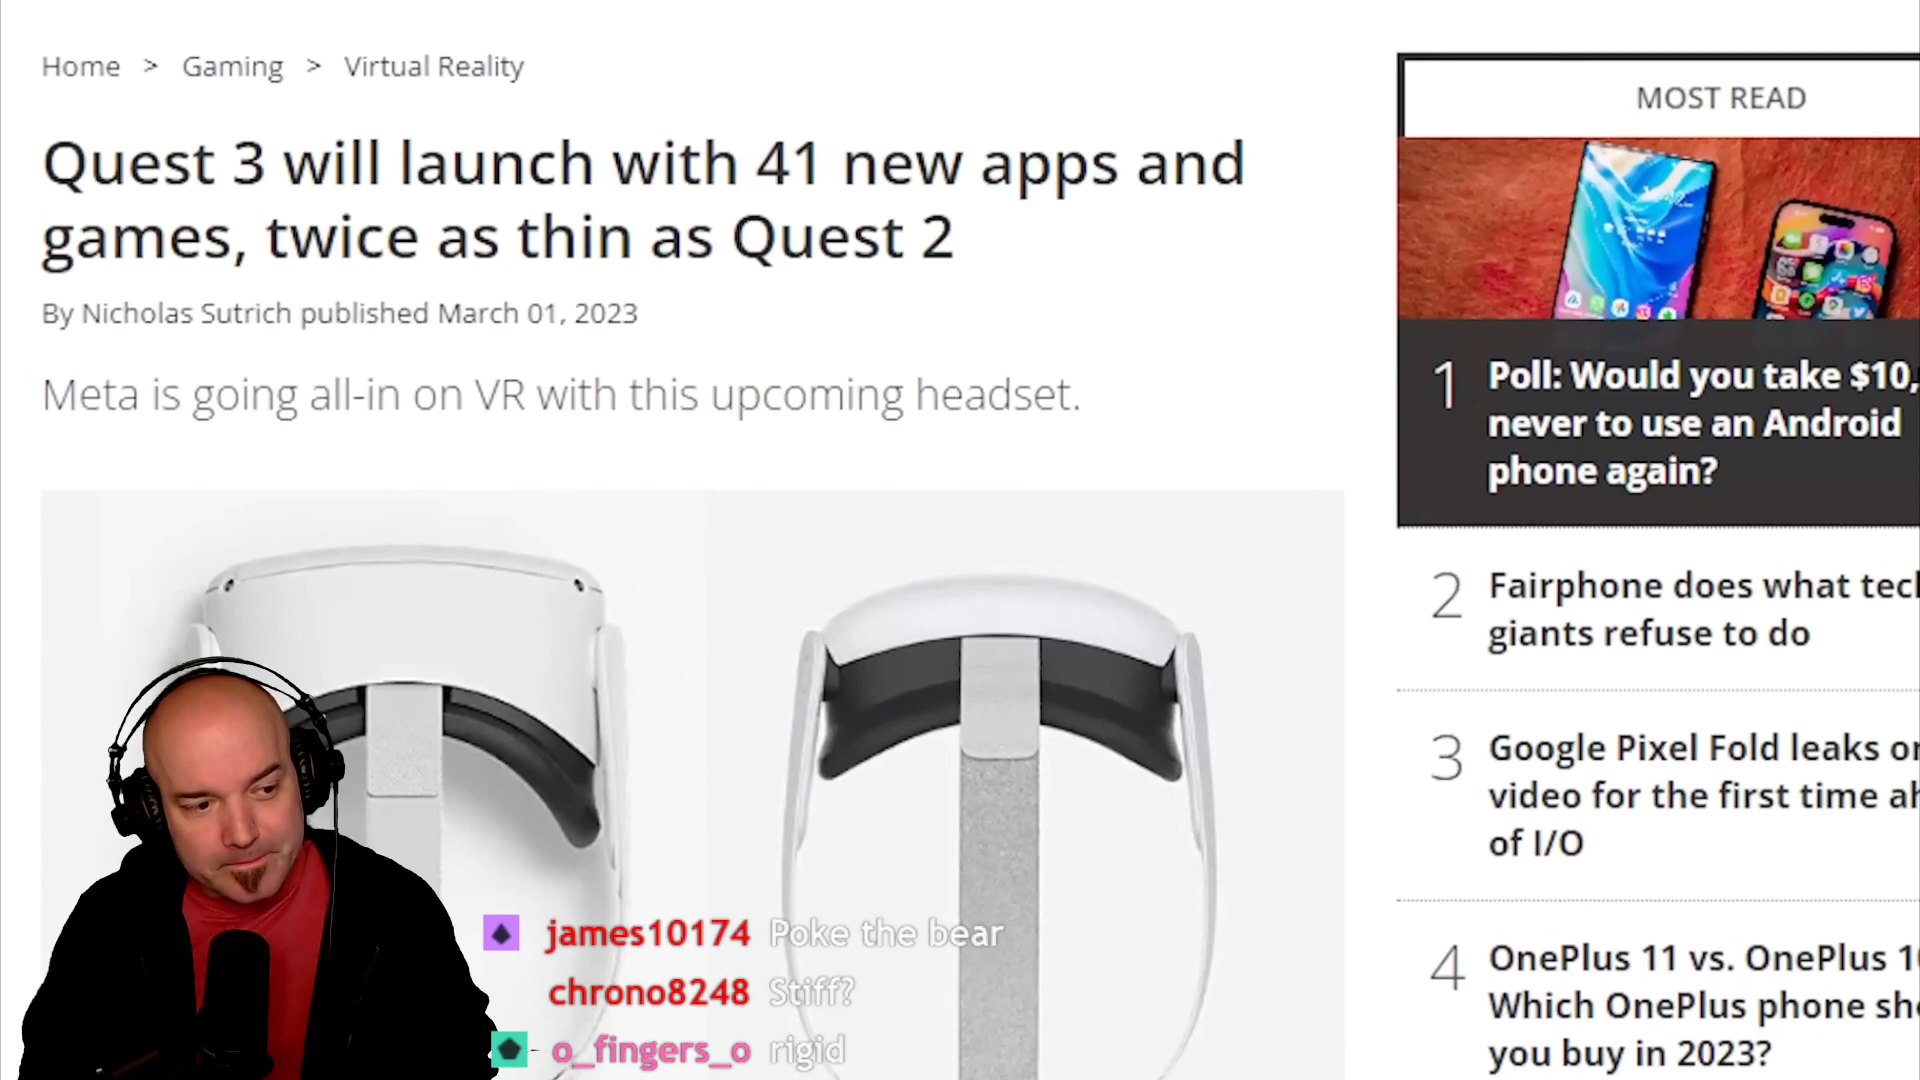 Home > Gaming > Virtual Reality
Quest 3 will launch with 41 new apps and
games, twice as thin as Quest 2
By Nicholas Sutrich published March 01, 2023
Meta is going all-in on VR with this upcoming headset.
MOST READ
1 Poll: Would you take $10,
never to use an Android
phone again?
2 Fairphone does what
giants refuse to do
3 Google Pixel Fold leaks
video for the first time
of I/O
4 OnePlus 11 vs. OnePlus
Which OnePlus phone
you buy in 2023?
james10174 Poke the bear
chrono8248 Stiff?
o_fingers_o rigid